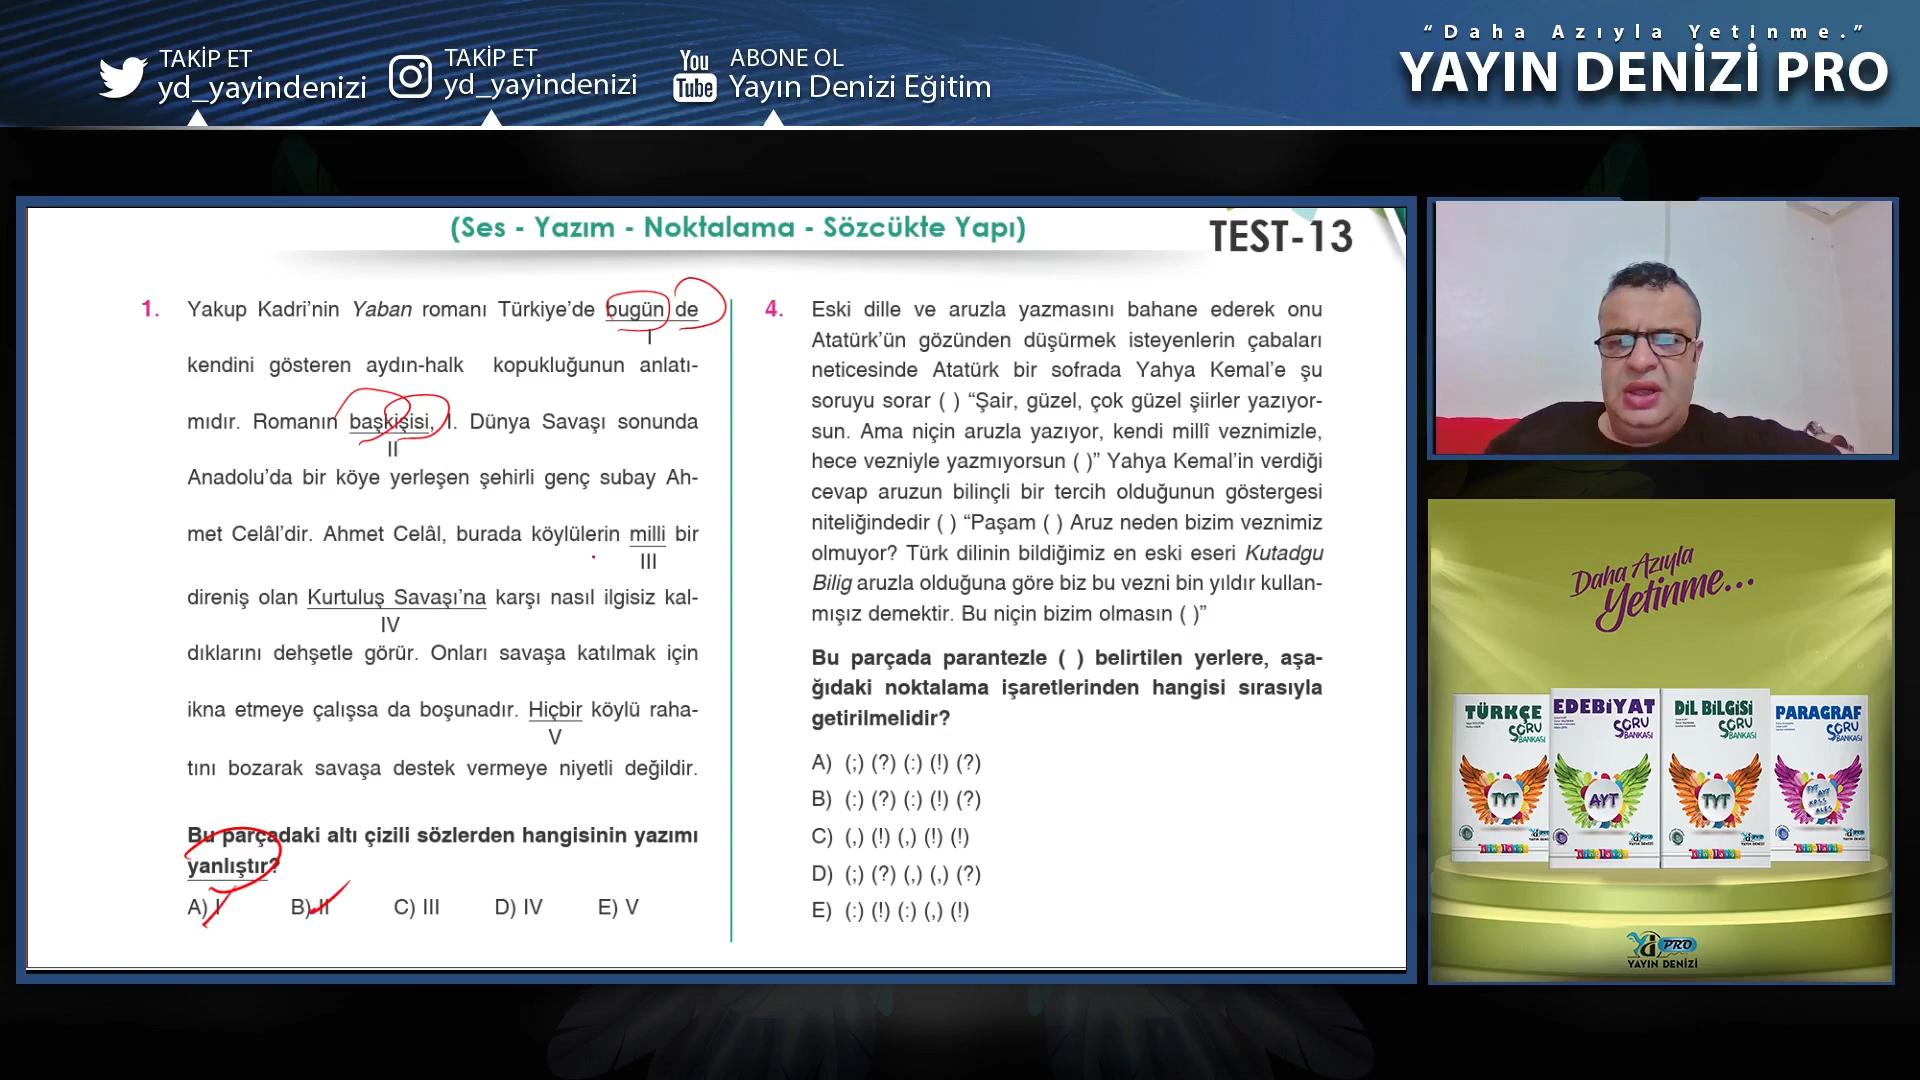 TAKİP ET
yd_yayindenizi
TAKİP ET
yd_yayindenizi
You
Tube
ABONE OL
Yayın Denizi Eğitim
“Daha Azıyla Yetinme.”
YAYIN DENİZİ PRO
(Ses - Yazım - Noktalama - Sözcükte Yapı)
TEST-13
1. Yakup Kadri’nin Yaban romanı Türkiye’de bugün de
I
kendini gösteren aydın-halk kopukluğunun anlatı-
mıdır. Romanın başkişisi, I. Dünya Savaşı sonunda
II
Anadolu’da bir köye yerleşen şehirli genç subay Ah-
met Celâl’dir. Ahmet Celâl, burada köylülerin milli bir
III
direniş olan Kurtuluş Savaşı’na karşı nasıl ilgisiz kal-
IV
dıklarını dehşetle görür. Onları savaşa katılmak için
ikna etmeye çalışsa da boşunadır. Hiçbir köylü raha-
V
tını bozarak savaşa destek vermeye niyetli değildir.
Bu parçadaki altı çizili sözlerden hangisinin yazımı
yanlıştır?
A) I B) II C) III D) IV E) V
4. Eski dille ve aruzla yazmasını bahane ederek onu
Atatürk’ün gözünden düşürmek isteyenlerin çabaları
neticesinde Atatürk bir sofrada Yahya Kemal’e şu
soruyu sorar ( ) “Şair, güzel, çok güzel şiirler yazıyor-
sun. Ama niçin aruzla yazıyor, kendi millî veznimizle,
hece vezniyle yazmıyorsun ( )” Yahya Kemal’in verdiği
cevap aruzun bilinçli bir tercih olduğunun göstergesi
niteliğindedir ( ) “Paşam ( ) Aruz neden bizim veznimiz
olmuyor? Türk dilinin bildiğimiz en eski eseri Kutadgu
Bilig aruzla olduğuna göre biz bu vezni bin yıldır kullan-
mışız demektir. Bu niçin bizim olmasın ( )”
Bu parçada parantezle ( ) belirtilen yerlere, aşa-
ğıdaki noktalama işaretlerinden hangisi sırasıyla
getirilmelidir?
A) (;) (?) (:) (!) (?)
B) (:) (?) (:) (!) (?)
C) (,) (!) (,) (!) (!)
D) (;) (?) (,) (,) (?)
E) (:) (!) (:) (,) (!)
Daha Azıyla
Yetinme...
TÜRKÇE
SORU
BANKASI
TYT
EDEBİYAT
SORU
BANKASI
AYT
DİL BİLGİSİ
SORU
BANKASI
TYT
PARAGRAF
SORU
BANKASI
PRO
YAYIN DENİZİ